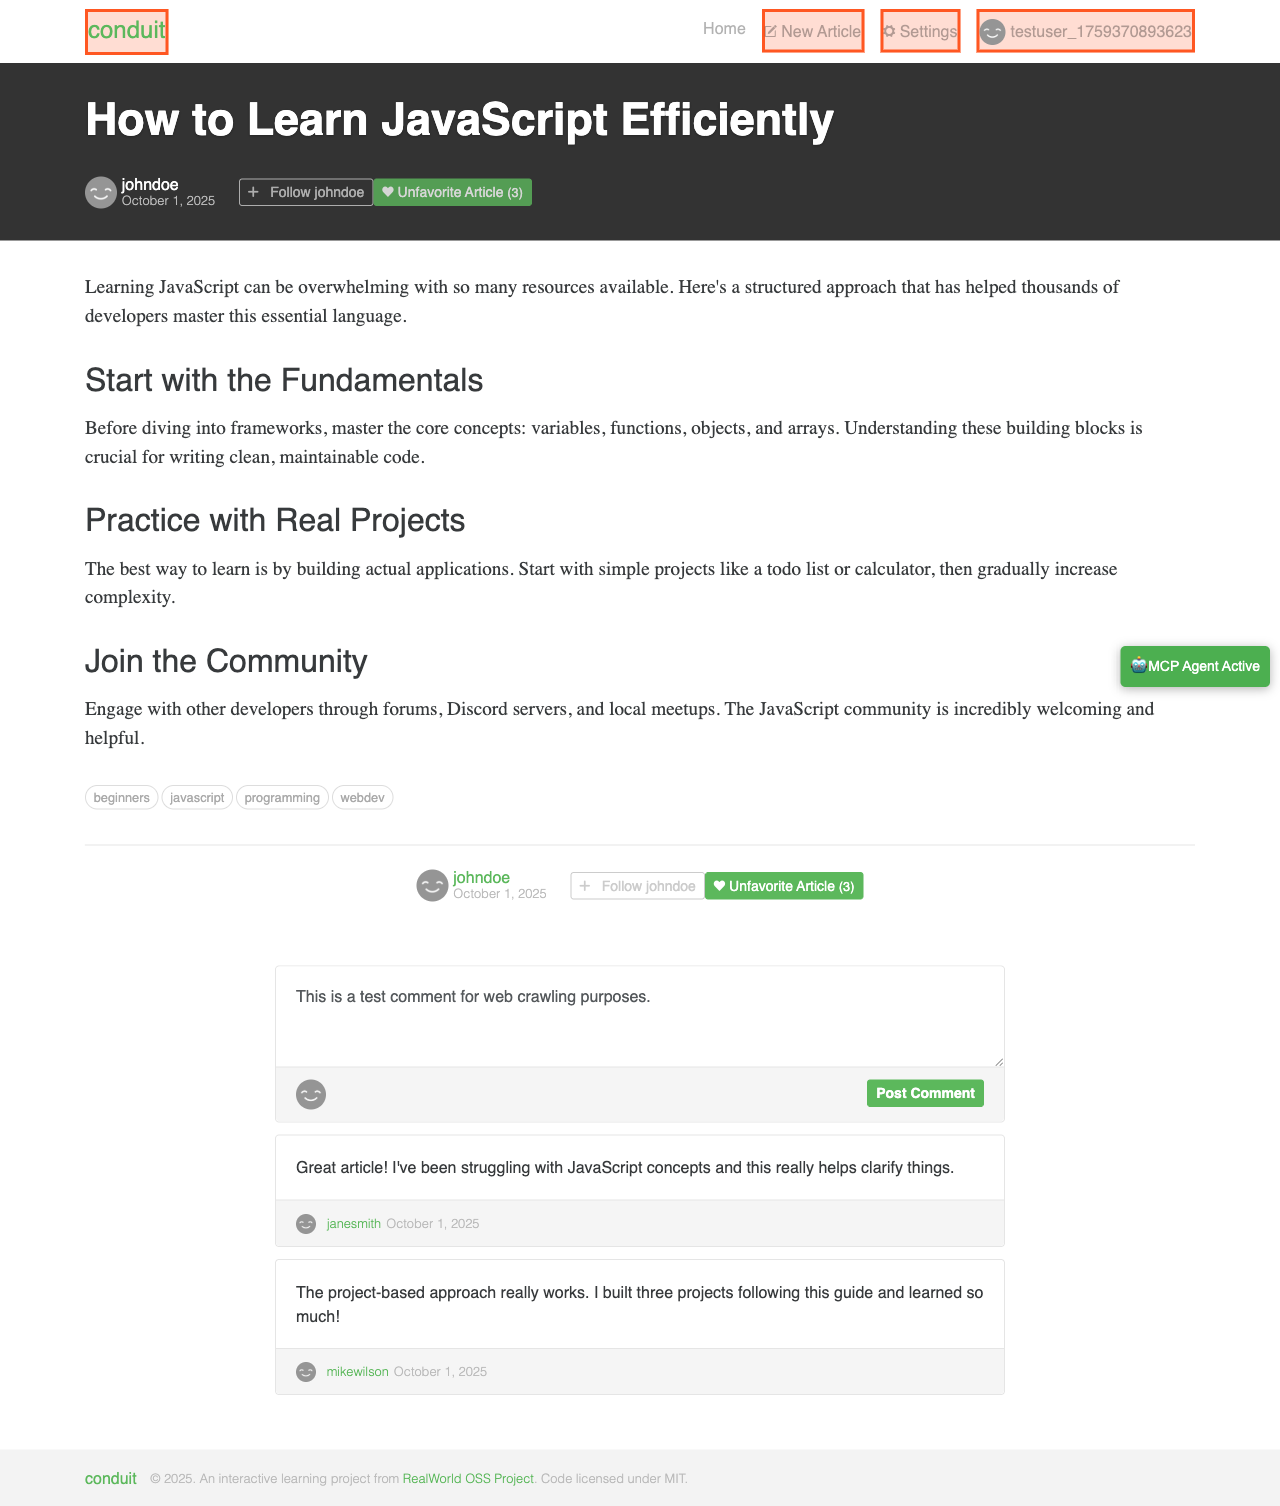 conduit
Home
New Article
Settings
testuser_1759370893623
How to Learn JavaScript Efficiently
johndoe
October 1, 2025
Follow johndoe
Unfavorite Article (3)
Learning JavaScript can be overwhelming with so many resources available. Here's a structured approach that has helped thousands of
developers master this essential language.
Start with the Fundamentals
Before diving into frameworks, master the core concepts: variables, functions, objects, and arrays. Understanding these building blocks is
crucial for writing clean, maintainable code.
Practice with Real Projects
The best way to learn is by building actual applications. Start with simple projects like a todo list or calculator, then gradually increase
complexity.
Join the Community
MCP Agent Active
Engage with other developers through forums, Discord servers, and local meetups. The JavaScript community is incredibly welcoming and
helpful.
beginners
javascript
programming
webdev
johndoe
October 1, 2025
Follow johndoe
Unfavorite Article (3)
This is a test comment for web crawling purposes.
Post Comment
Great article! I've been struggling with JavaScript concepts and this really helps clarify things.
janesmith October 1, 2025
The project-based approach really works. I built three projects following this guide and learned so
much!
mikewilson October 1, 2025
conduit © 2025. An interactive learning project from RealWorld OSS Project. Code licensed under MIT.